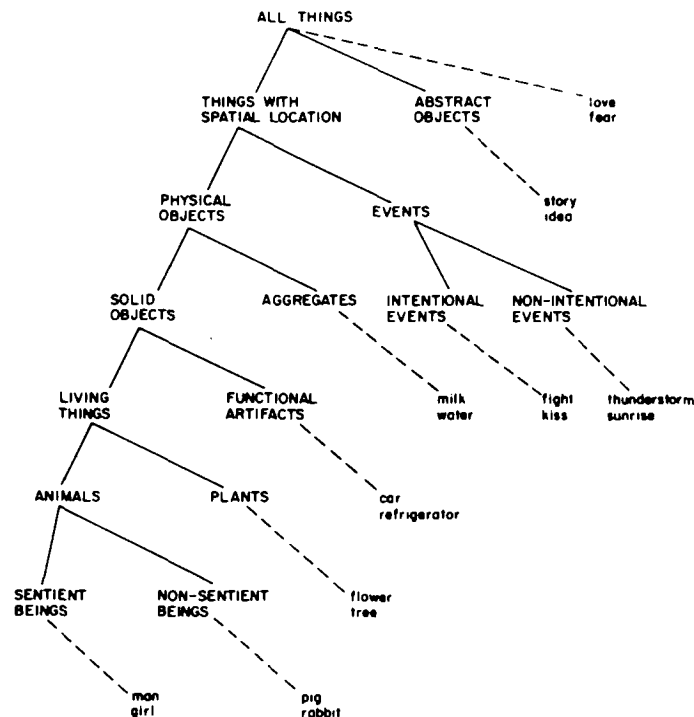 ALL THINGS
THINGS WITH
SPATIAL LOCATION
ABSTRACT
OBJECTS
love
fear
PHYSICAL
OBJECTS
EVENTS
story
idea
SOLID
OBJECTS
AGGREGATES
INTENTIONAL
EVENTS
NON-INTENTIONAL
EVENTS
LIVING
THINGS
FUNCTIONAL
ARTIFACTS
milk
water
fight
kiss
thunderstorm
sunrise
ANIMALS
PLANTS
car
refrigerator
SENTIENT
BEINGS
NON-SENTIENT
BEINGS
flower
tree
man
girl
pig
rabbit